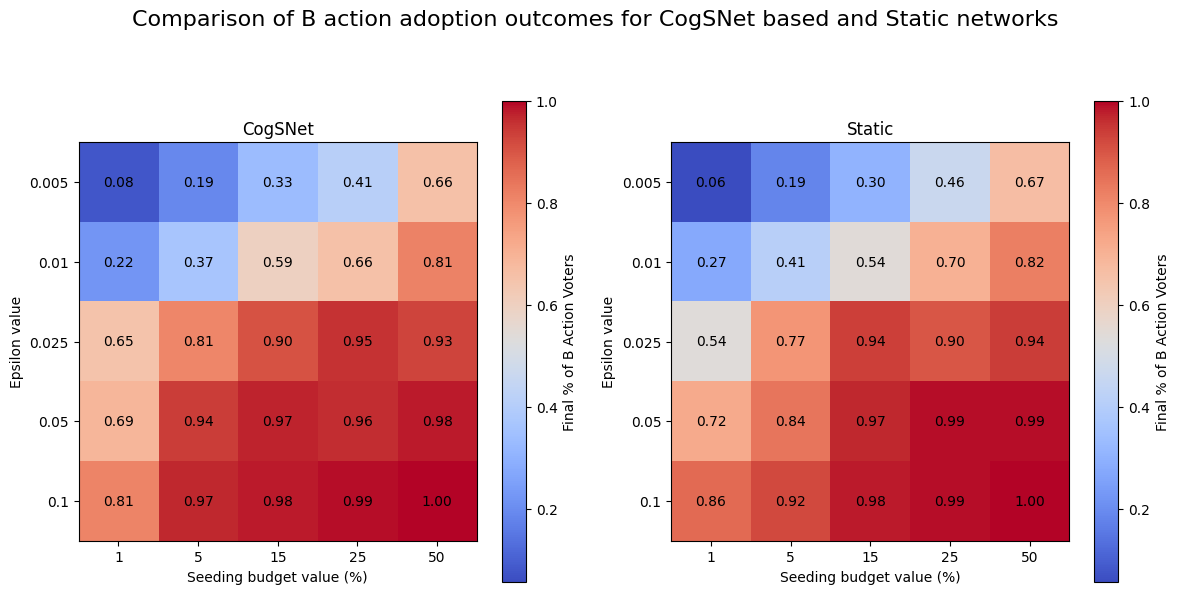 Comparison of B action adoption outcomes for CogSNet based and Static networks
CogSNet
Epsilon value
0.005 0.08 0.19 0.33 0.41 0.66
0.01 0.22 0.37 0.59 0.66 0.81
0.025 0.65 0.81 0.90 0.95 0.93
0.05 0.69 0.94 0.97 0.96 0.98
0.1 0.81 0.97 0.98 0.99 1.00
1 5 15 25 50
Seeding budget value (%)
1.0
0.8
0.6
0.4
0.2
Final % of B Action Voters
Static
Epsilon value
0.005 0.06 0.19 0.30 0.46 0.67
0.01 0.27 0.41 0.54 0.70 0.82
0.025 0.54 0.77 0.94 0.90 0.94
0.05 0.72 0.84 0.97 0.99 0.99
0.1 0.86 0.92 0.98 0.99 1.00
1 5 15 25 50
Seeding budget value (%)
1.0
0.8
0.6
0.4
0.2
Final % of B Action Voters